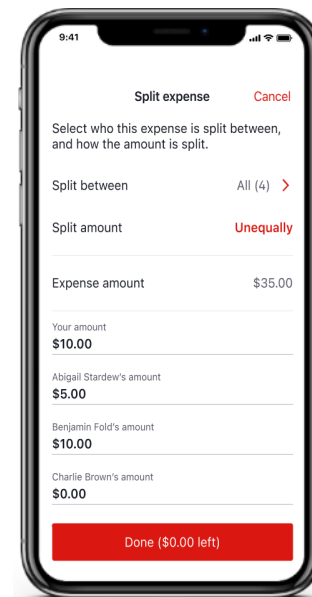 9:41
Split expense Cancel
Select who this expense is split between,
and how the amount is split.
Split between All (4)
Split amount Unequally
Expense amount $35.00
Your amount
$10.00
Abigail Stardew's amount
$5.00
Benjamin Fold's amount
$10.00
Charlie Brown's amount
$0.00
Done ($0.00 left)